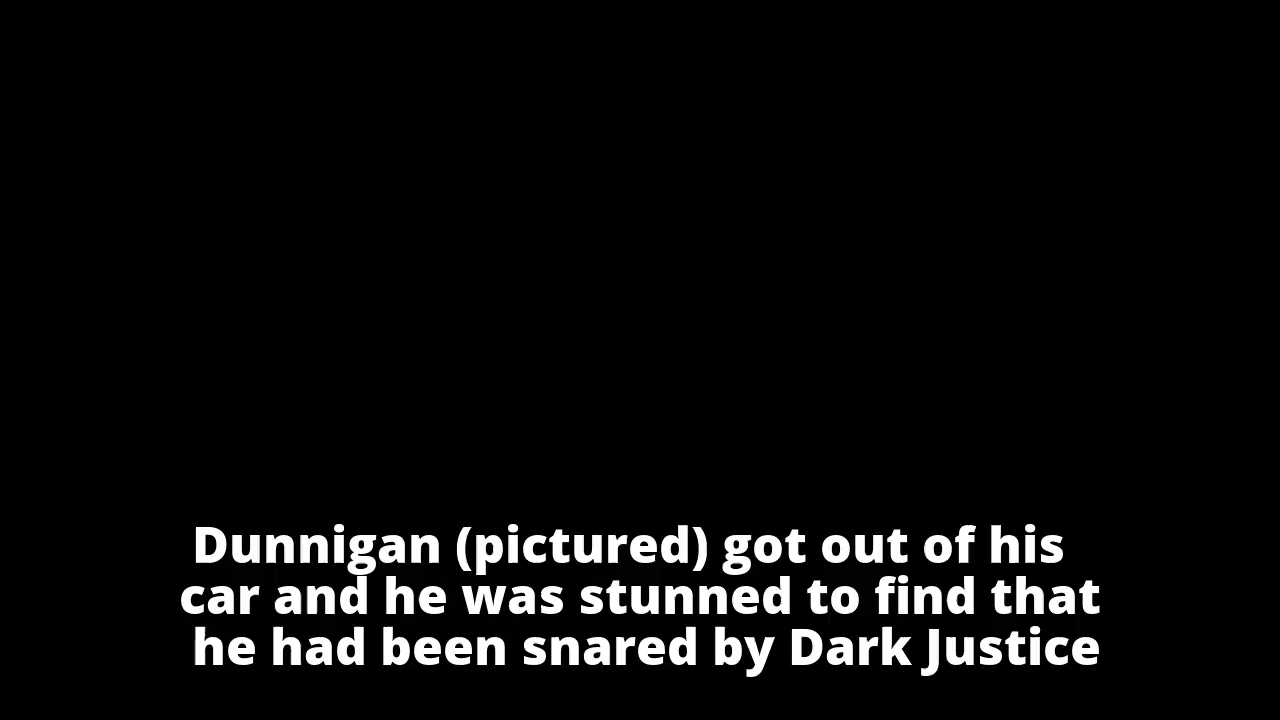 Dunnigan (pictured) got out of his
car and he was stunned to find that
he had been snared by Dark Justice